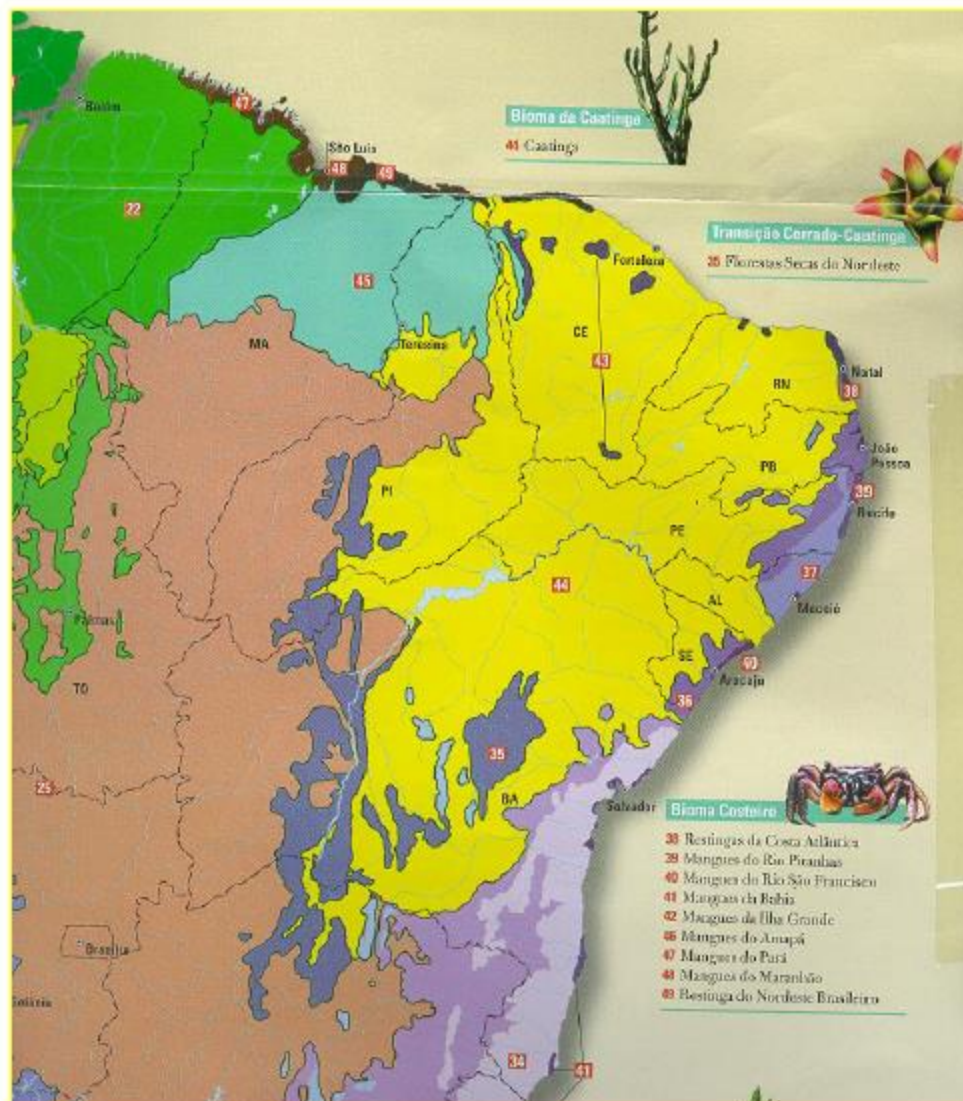 Belém
47
Bioma da Caatinga
44 Caatinga
São Luis
48
49
22
Transição Cerrado-Caatinga
35 Florestas Secas do Nordeste
Fortaleza
45
MA
Teresina
CE
43
RN
Natal
38
PI
PB
João
Pessoa
39
Recife
PE
44
37
AL
Maceió
Palmas
SE
40
Aracaju
TO
36
35
25
BA
Salvador
Bioma Costeiro
38 Restingas da Costa Atlântica
39 Mangues do Rio Piranhas
40 Mangues do Rio São Francisco
41 Mangues da Bahia
42 Mangues da Ilha Grande
46 Mangues do Amapá
47 Mangues do Pará
48 Mangues do Maranhão
49 Restinga do Nordeste Brasileiro
Brasília
Goiânia
34
41